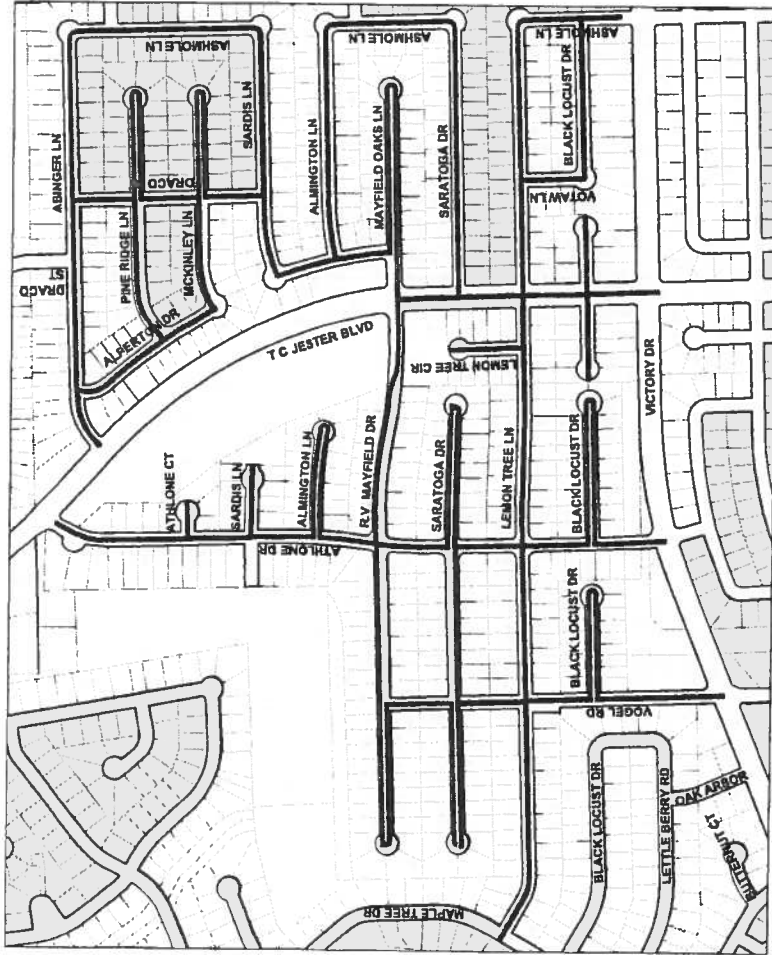 ASHMOLE LN
ASHMOLE LN
ASHMOLE LN
ABINGER LN
SARDIS LN
ALMINGTON LN
MAYFIELD OAKS LN
SARATOGA DR
BLACK LOCUST DR
DRACO
VOTAW LN
PINE RIDGE LN
MCKINLEY LN
DRACO
ST
ALPERTON DR
T C JESTER BLVD
LEMON TREE CIR
VICTORY DR
ATHLONE CT
SARDIS LN
ALMINGTON LN
R.V MAYFIELD DR
SARATOGA DR
LEMON TREE LN
BLACK LOCUST DR
ATHLONE DR
BLACK LOCUST DR
VOGEL RD
BLACK LOCUST DR
LETTLE BERRY RD
OAK ARBOR
BUTTERNUT CT
MAPLE TREE DR